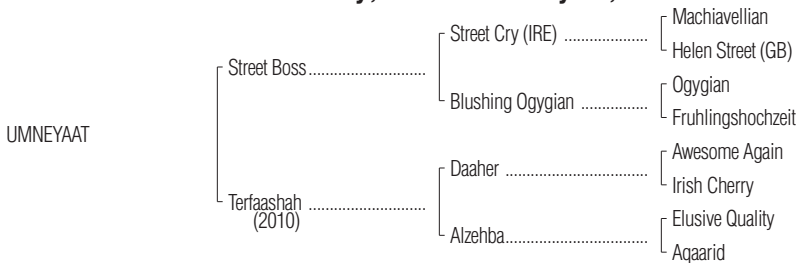 Machiavellian
Street Cry (IRE) ....................
Helen Street (GB)
Street Boss............................
Ogygian
Blushing Ogygian ................
Fruhlingshochzeit
UMNEYAAT
Awesome Again
Daaher ..................................
Irish Cherry
Terfaashah ............................
(2010)
Elusive Quality
Alzehba..................................
Aqaarid